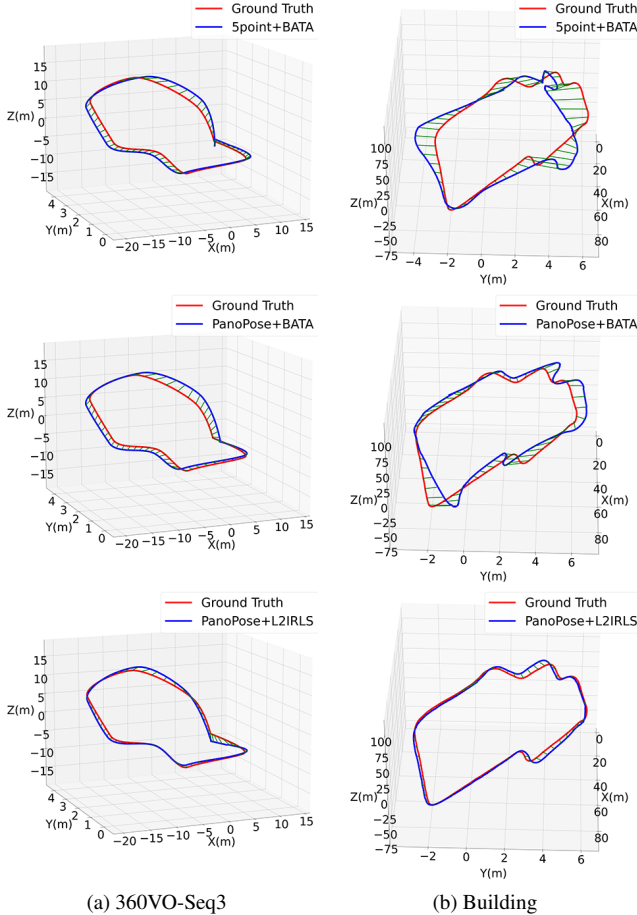 Ground Truth
5point+BATA
15
10
5
Z(m) 0
−5
−10
−15
4
3
Y(m) 2
1
0
−20 −15 −10 −5 0 5 10 15
X(m)
Ground Truth
5point+BATA
100
75
50
Z(m) 25
0
−25
−50
−75
−4 −2 0 2 4 6
Y(m)
0
20
X(m) 40
60
80
Ground Truth
PanoPose+BATA
15
10
5
Z(m) 0
−5
−10
−15
4
3
Y(m) 2
1
0
−20 −15 −10 −5 0 5 10 15
X(m)
Ground Truth
PanoPose+BATA
100
75
50
Z(m) 25
0
−25
−50
−75
−2 0 2 4 6
Y(m)
0
20
X(m) 40
60
80
Ground Truth
PanoPose+L2IRLS
15
10
5
Z(m) 0
−5
−10
−15
4
3
Y(m) 2
1
0
−20 −15 −10 −5 0 5 10 15
X(m)
Ground Truth
PanoPose+L2IRLS
100
75
50
25
Z(m) 0
−25
−50
−75
−2 0 2 4 6
Y(m)
0
20
X(m) 40
60
80
(a) 360VO-Seq3
(b) Building